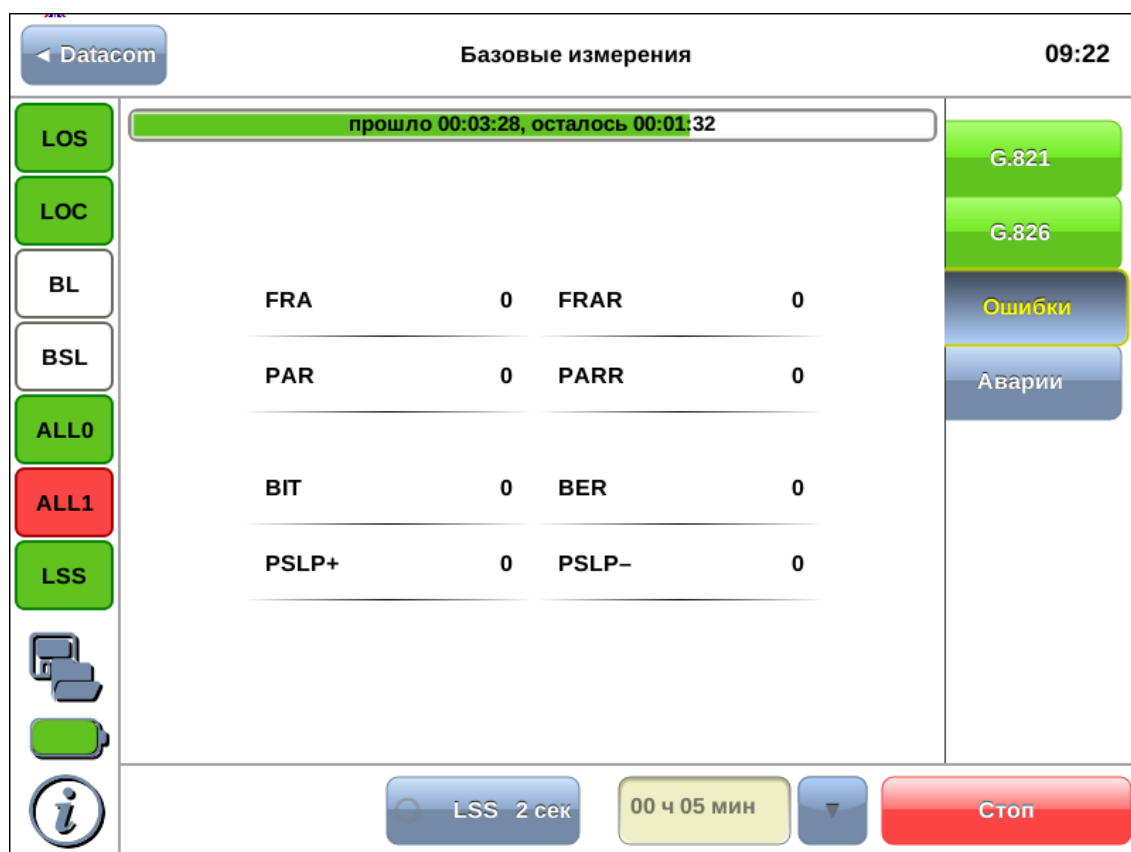 ◄ Datacom
Базовые измерения
09:22
прошло 00:03:28, осталось 00:01:32
LOS
LOC
BL
BSL
ALL0
ALL1
LSS
FRA 0 FRAR 0
PAR 0 PARR 0
BIT 0 BER 0
PSLP+ 0 PSLP– 0
G.821
G.826
Ошибки
Аварии
i
LSS 2 сек
00 ч 05 мин
▼
Стоп